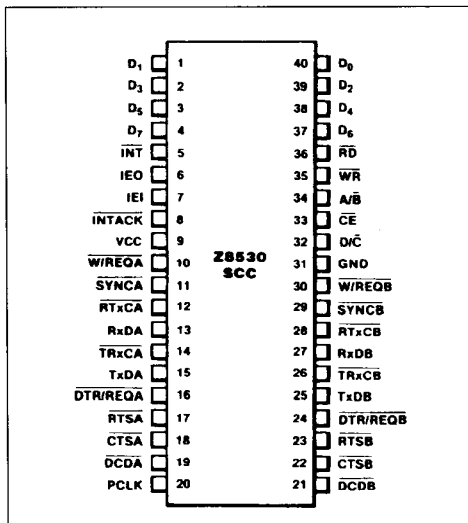 D₁ 1 40 D₀
D₃ 2 39 D₂
D₅ 3 38 D₄
D₇ 4 37 D₆
INT 5 36 RD
IEO 6 35 WR
IEI 7 34 A/B
INTACK 8 33 CE
VCC 9 32 D/C
Z8530
SCC
31 GND
W/REQA 10 30 W/REQB
SYNCA 11 29 SYNCB
RTxCA 12 28 RTxCB
RxDA 13 27 RxDB
TRxCA 14 26 TRxCB
TxDA 15 25 TxDB
DTR/REQA 16 24 DTR/REQB
RTSA 17 23 RTSB
CTSA 18 22 CTSB
DCDA 19 21 DCDB
PCLK 20